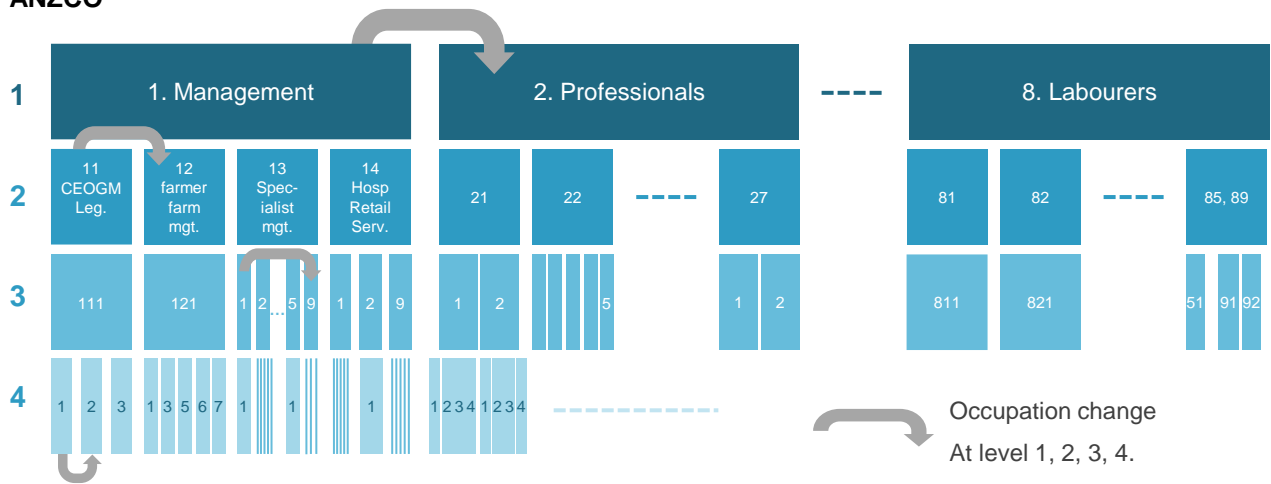 ANZCO
1
1. Management
2. Professionals
8. Labourers
2
11
CEOGM
Leg.
12
farmer
farm
mgt.
13
Spec-
ialist
mgt.
14
Hosp
Retail
Serv.
21
22
27
81
82
85, 89
3
111
121
1 2 ... 5 9
1 2 9
1 2
5
1 2
811
821
51 91 92
4
1 2 3
1 3 5 6 7
1 1
1
1 2 3 4 1 2 3 4
Occupation change
At level 1, 2, 3, 4.